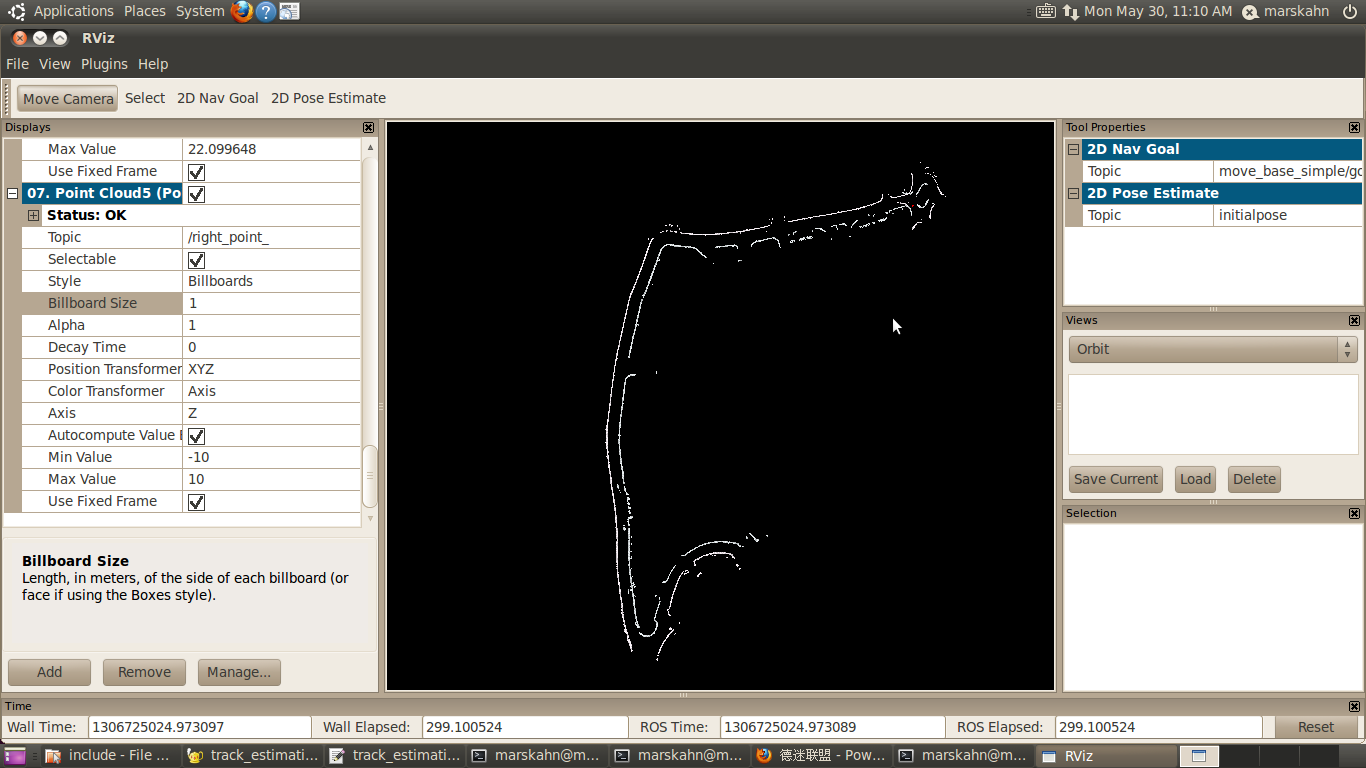 Applications Places System Mon May 30, 11:10 AM marskahn
RViz
File View Plugins Help
Move Camera Select 2D Nav Goal 2D Pose Estimate
Displays
Max Value 22.099648
Use Fixed Frame
07. Point Cloud5 (Po
Status: OK
Topic /right_point_
Selectable
Style Billboards
Billboard Size 1
Alpha 1
Decay Time 0
Position Transformer XYZ
Color Transformer Axis
Axis Z
Autocompute Value
Min Value -10
Max Value 10
Use Fixed Frame
Billboard Size
Length, in meters, of the side of each billboard (or
face if using the Boxes style).
Add Remove Manage...
Tool Properties
2D Nav Goal
Topic move_base_simple/go
2D Pose Estimate
Topic initialpose
Views
Orbit
Save Current Load Delete
Selection
Time
Wall Time: 1306725024.973097 Wall Elapsed: 299.100524 ROS Time: 1306725024.973089 ROS Elapsed: 299.100524 Reset
include - File ... track_estimati... track_estimati... marskahn@m... marskahn@m... 德迷联盟 - Pow... marskahn@m... RViz